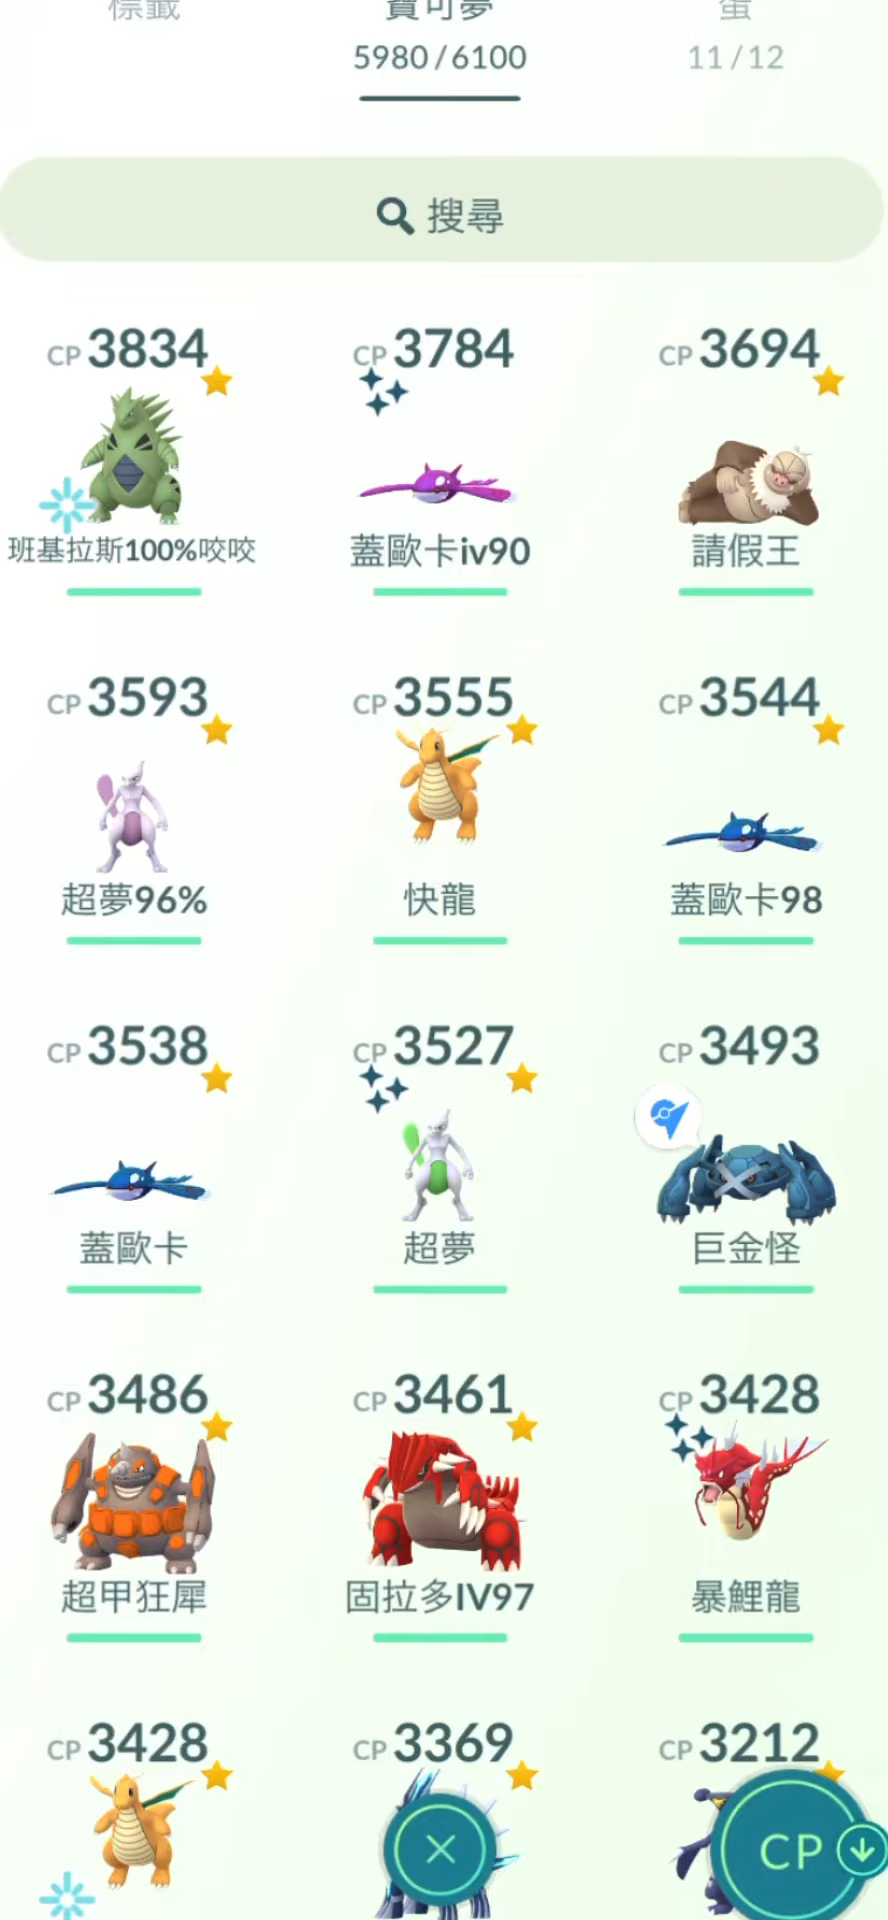 標籤 寶可夢 蛋
5980/6100 11/12
搜尋
CP3834 CP3784 CP3694
班基拉斯100%咬咬 蓋歐卡iv90 請假王
CP3593 CP3555 CP3544
超夢96% 快龍 蓋歐卡98
CP3538 CP3527 CP3493
蓋歐卡 超夢 巨金怪
CP3486 CP3461 CP3428
超甲狂犀 固拉多IV97 暴鯉龍
CP3428 CP3369 CP3212
CP